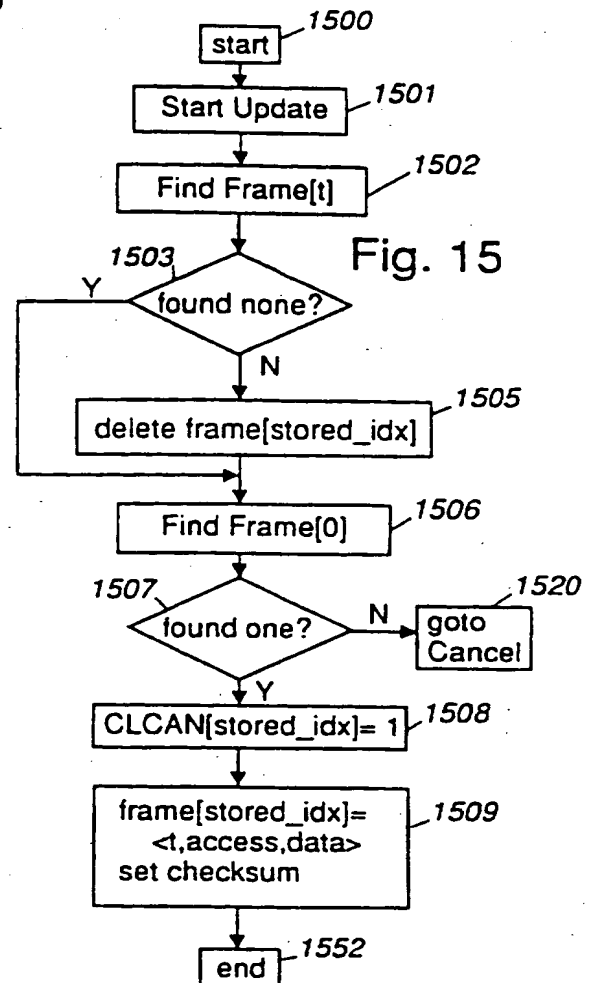 1500
start
1501
Start Update
1502
Find Frame[t]
Fig. 15
1503
Y
found none?
N
1505
delete frame[stored_idx]
1506
Find Frame[0]
1507
found one?
N
1520
goto
Cancel
Y
1508
CLCAN[stored_idx]= 1
1509
frame[stored_idx]=
<t,access,data>
set checksum
1552
end